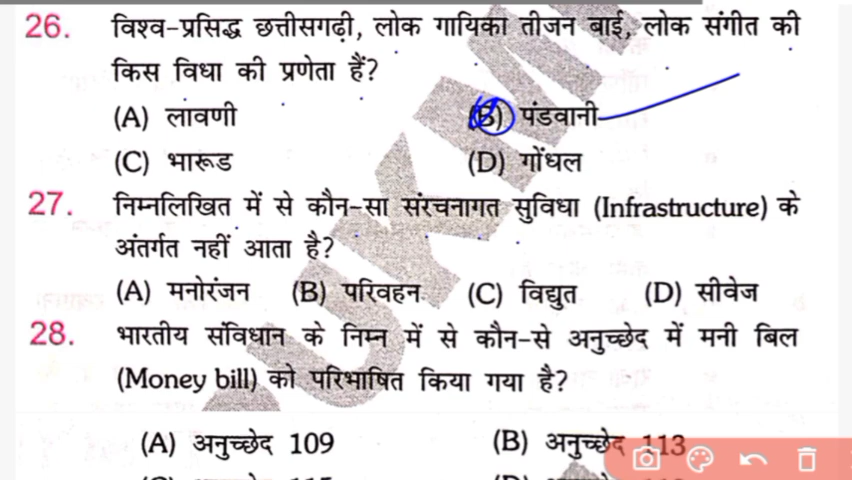 26. विश्व-प्रसिद्ध छत्तीसगढ़ी, लोक गायिका तीजन बाई, लोक संगीत की
किस विधा की प्रणेता हैं?
(A) लावणी (B) पंडवानी
(C) भारूड (D) गोंधल
27. निम्नलिखित में से कौन-सा संरचनागत सुविधा (Infrastructure) के
अंतर्गत नहीं आता है?
(A) मनोरंजन (B) परिवहन (C) विद्युत (D) सीवेज
28. भारतीय संविधान के निम्न में से कौन-से अनुच्छेद में मनी बिल
(Money bill) को परिभाषित किया गया है?
(A) अनुच्छेद 109 (B) अनुच्छेद 113